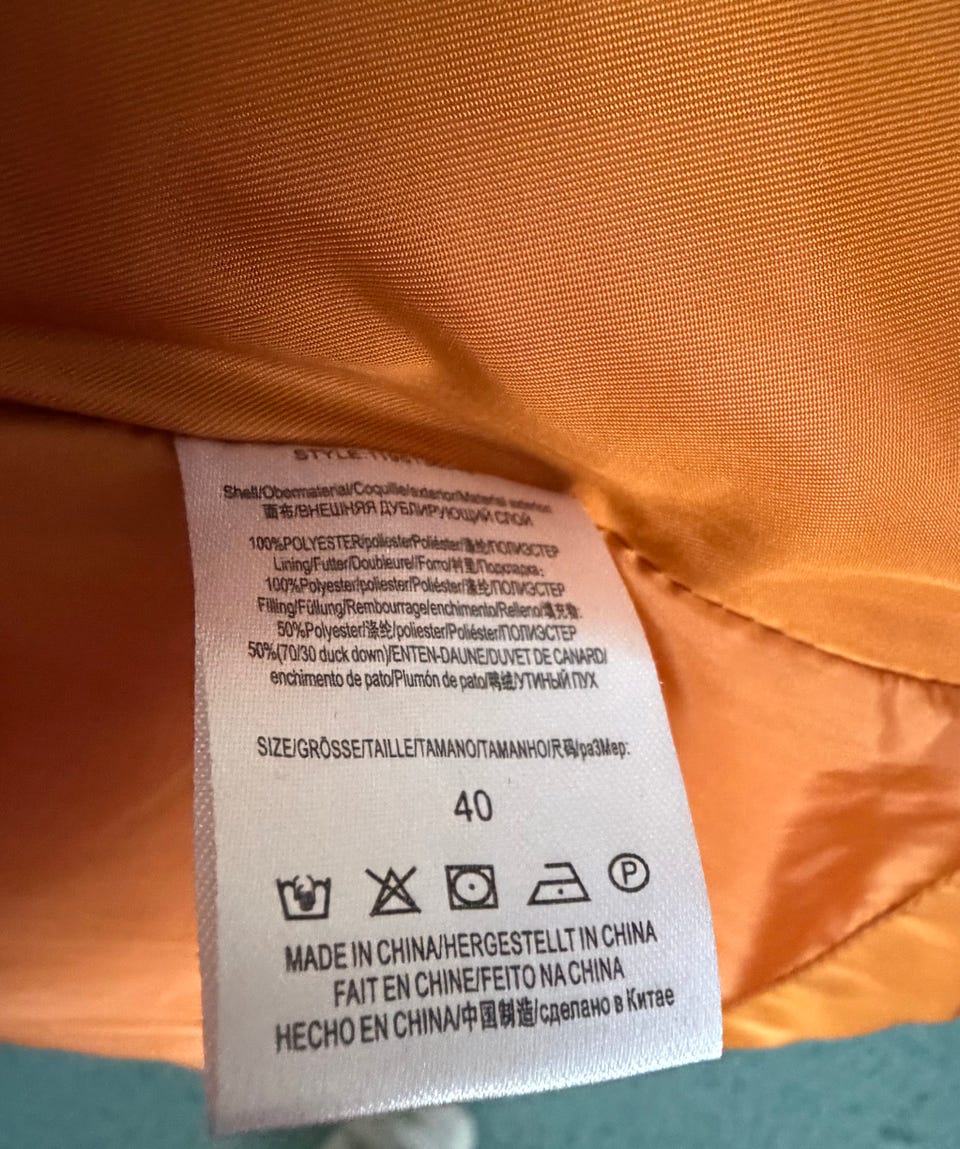 Shell/Obermaterial/Coquille/exterior/Material exterior/
面布/ВНЕШНЯЯ ДУБЛИРУЮЩИЙ СЛОЙ
100%POLYESTER/poliester/Poliéster/涤纶/ПОЛИЭСТЕР
Lining/Futter/Doubleure//Forro/衬里/Подкладка:
100%Polyester/poliester/Poliéster/涤纶/ПОЛИЭСТЕР
Filling/Füllung/Rembourrage/enchimento/Relleno/填充物:
50%Polyester/涤纶/poliester/Poliéster/ПОЛИЭСТЕР
50%(70/30 duck down)/ENTEN-DAUNE/DUVET DE CANARD/
enchimento de pato/Plumón de pato/鸭绒/УТИНЫЙ ПУХ
SIZE/GRÖSSE/TAILLE/TAMANO/TAMANHO/尺码/ра3Мер:
40
P
MADE IN CHINA/HERGESTELLT IN CHINA
FAIT EN CHINE/FEITO NA CHINA
HECHO EN CHINA/中国制造/сделано в Китае